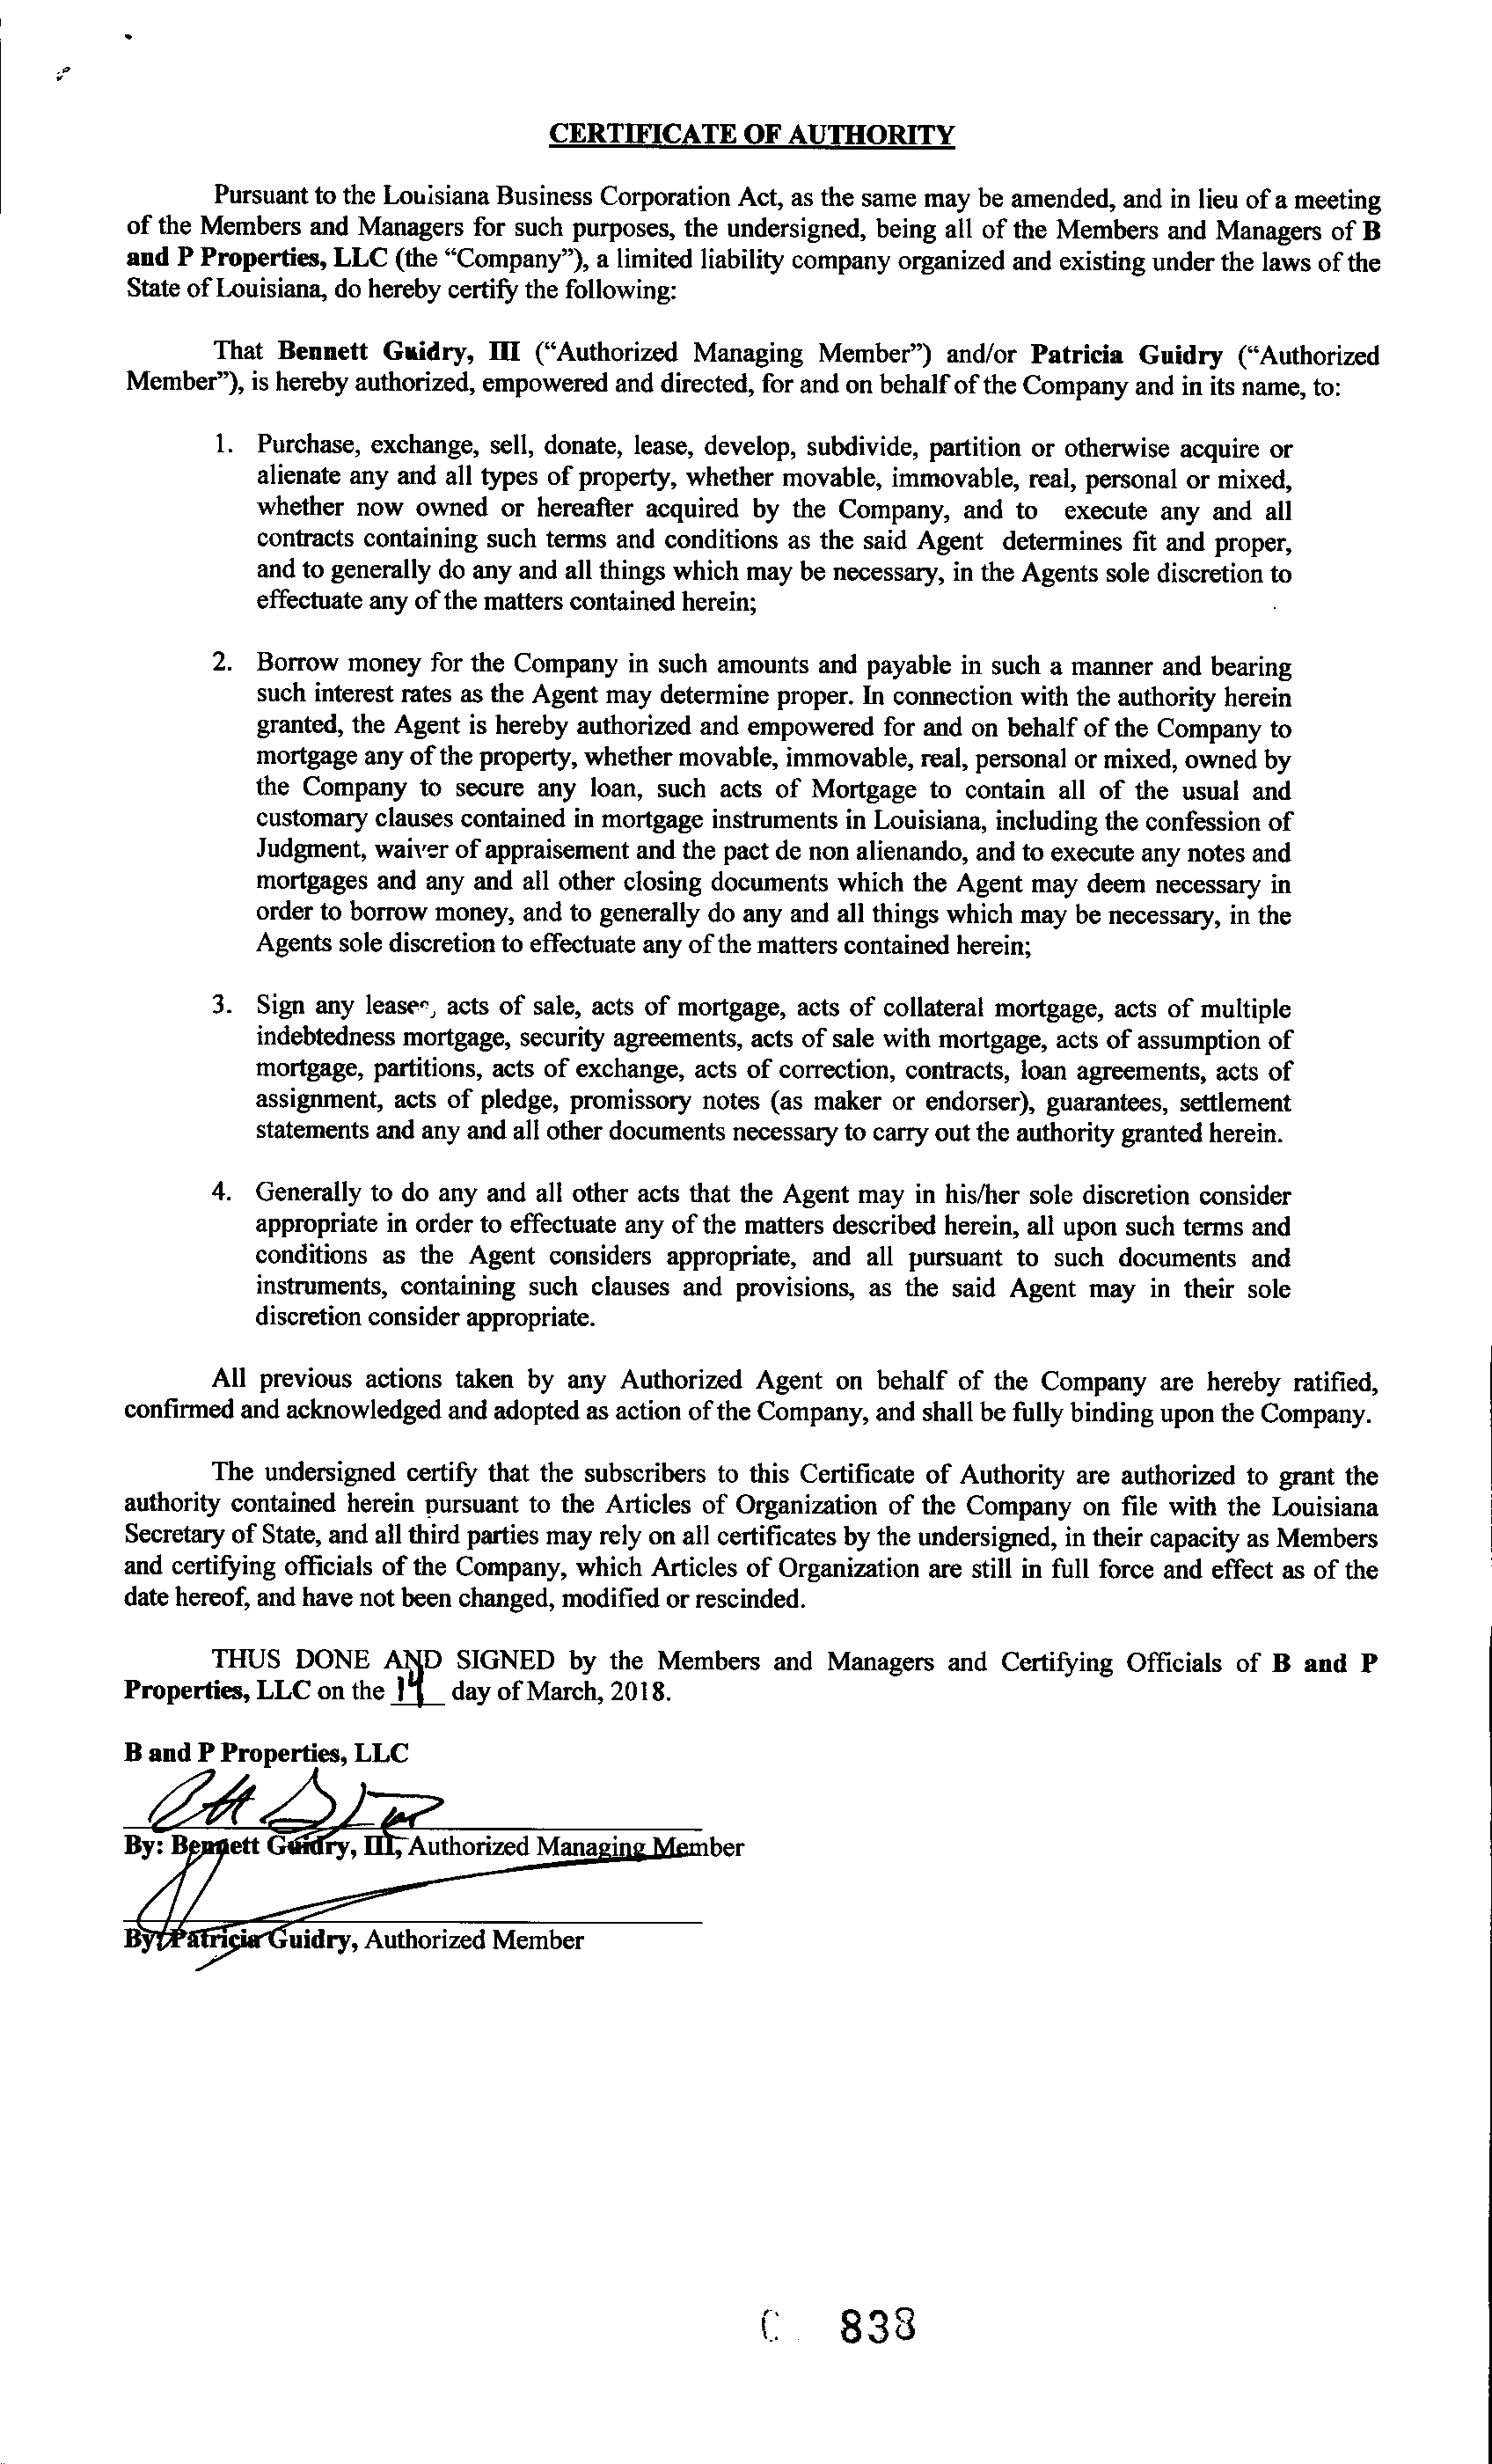 CERTIFICATE OF AUTHORITY
Pursuant to the Louisiana Business Corporation Act, as the same may be amended, and in lieu of a meeting
of the Members and Managers for such purposes, the undersigned, being all of the Members and Managers of B
and P Properties, LLC (the “Company”), a limited liability company organized and existing under the laws of the
State of Louisiana, do hereby certify the following:
That Bennett Guidry, III (“Authorized Managing Member”) and/or Patricia Guidry (“Authorized
Member”), is hereby authorized, empowered and directed, for and on behalf of the Company and in its name, to:
1. Purchase, exchange, sell, donate, lease, develop, subdivide, partition or otherwise acquire or
alienate any and all types of property, whether movable, immovable, real, personal or mixed,
whether now owned or hereafter acquired by the Company, and to execute any and all
contracts containing such terms and conditions as the said Agent determines fit and proper,
and to generally do any and all things which may be necessary, in the Agents sole discretion to
effectuate any of the matters contained herein;
2. Borrow money for the Company in such amounts and payable in such a manner and bearing
such interest rates as the Agent may determine proper. In connection with the authority herein
granted, the Agent is hereby authorized and empowered for and on behalf of the Company to
mortgage any of the property, whether movable, immovable, real, personal or mixed, owned by
the Company to secure any loan, such acts of Mortgage to contain all of the usual and
customary clauses contained in mortgage instruments in Louisiana, including the confession of
Judgment, waiver of appraisement and the pact de non alienando, and to execute any notes and
mortgages and any and all other closing documents which the Agent may deem necessary in
order to borrow money, and to generally do any and all things which may be necessary, in the
Agents sole discretion to effectuate any of the matters contained herein;
3. Sign any leases, acts of sale, acts of mortgage, acts of collateral mortgage, acts of multiple
indebtedness mortgage, security agreements, acts of sale with mortgage, acts of assumption of
mortgage, partitions, acts of exchange, acts of correction, contracts, loan agreements, acts of
assignment, acts of pledge, promissory notes (as maker or endorser), guarantees, settlement
statements and any and all other documents necessary to carry out the authority granted herein.
4. Generally to do any and all other acts that the Agent may in his/her sole discretion consider
appropriate in order to effectuate any of the matters described herein, all upon such terms and
conditions as the Agent considers appropriate, and all pursuant to such documents and
instruments, containing such clauses and provisions, as the said Agent may in their sole
discretion consider appropriate.
All previous actions taken by any Authorized Agent on behalf of the Company are hereby ratified,
confirmed and acknowledged and adopted as action of the Company, and shall be fully binding upon the Company.
The undersigned certify that the subscribers to this Certificate of Authority are authorized to grant the
authority contained herein pursuant to the Articles of Organization of the Company on file with the Louisiana
Secretary of State, and all third parties may rely on all certificates by the undersigned, in their capacity as Members
and certifying officials of the Company, which Articles of Organization are still in full force and effect as of the
date hereof, and have not been changed, modified or rescinded.
THUS DONE AND SIGNED by the Members and Managers and Certifying Officials of B and P
Properties, LLC on the 14 day of March, 2018.
B and P Properties, LLC
By: Bennett Guidry, III, Authorized Managing Member
By: Patricia Guidry, Authorized Member
838